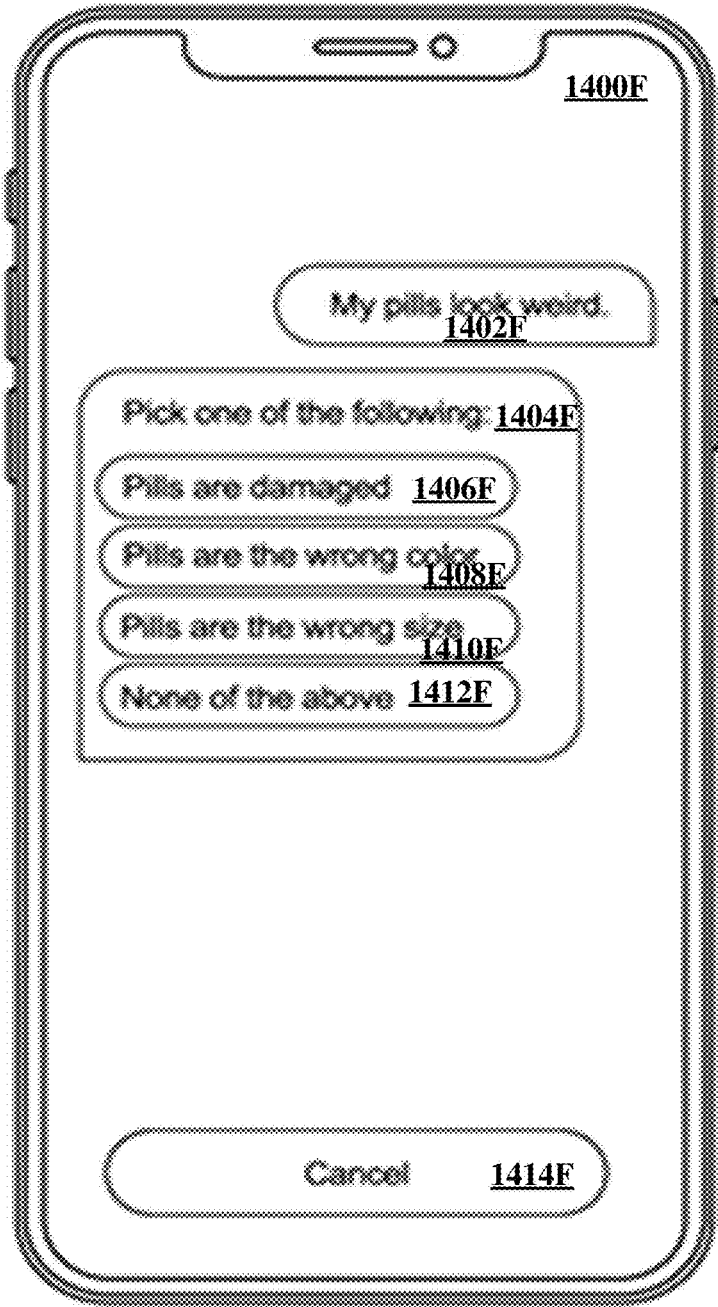 1400F
My pills look weird.
1402F
Pick one of the following: 1404F
Pills are damaged 1406F
Pills are the wrong color
1408F
Pills are the wrong size
1410F
None of the above 1412F
Cancel 1414F